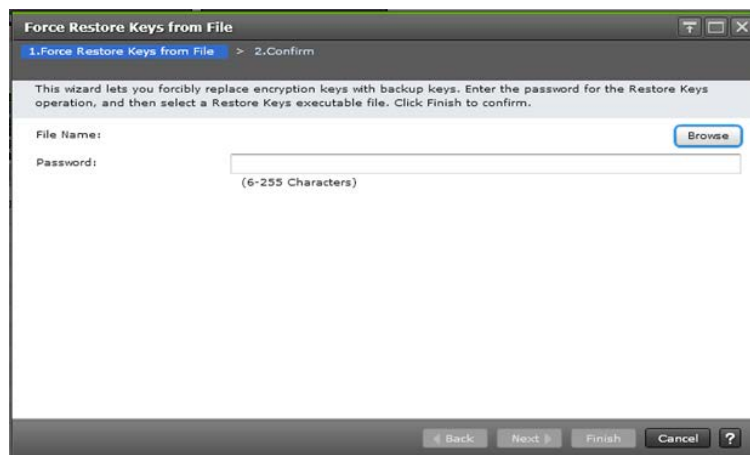 Force Restore Keys from File
1.Force Restore Keys from File > 2.Confirm
This wizard lets you forcibly replace encryption keys with backup keys. Enter the password for the Restore Keys
operation, and then select a Restore Keys executable file. Click Finish to confirm.
File Name:
Browse
Password:
(6-255 Characters)
Back Next Finish Cancel ?